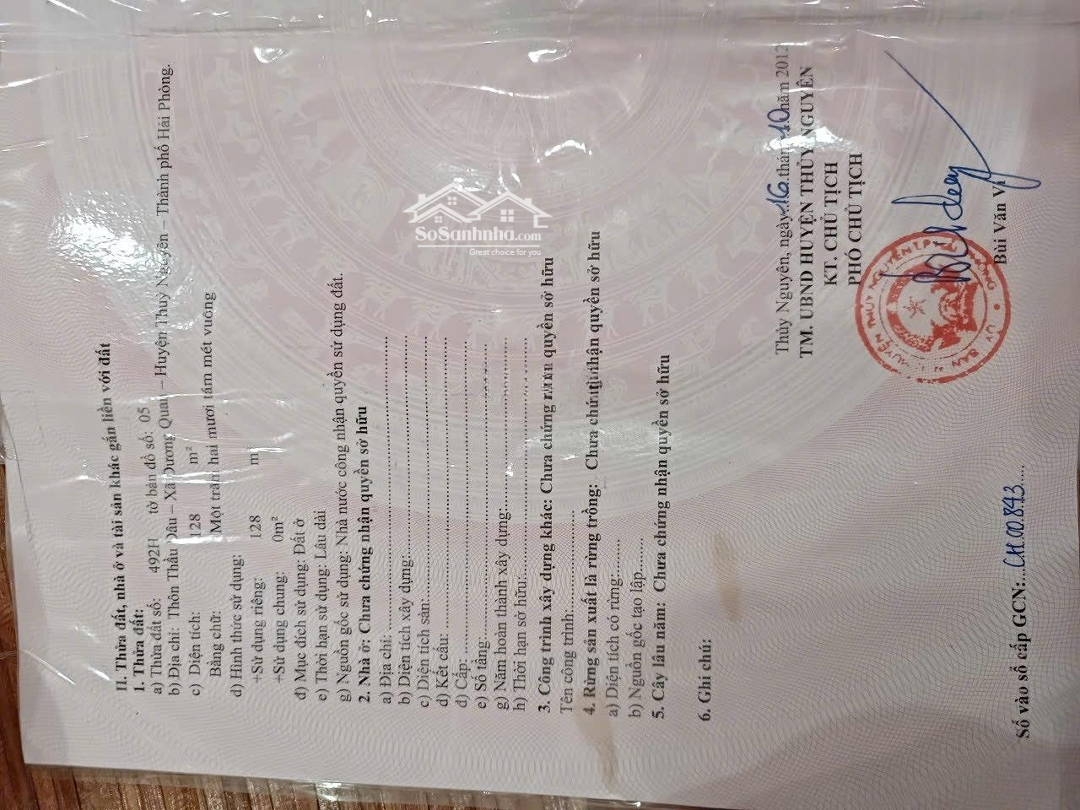 II. Thửa đất, nhà ở và tài sản khác gắn liền với đất
1. Thửa đất:
a) Thửa đất số: 492H tờ bản đồ số: 05
b) Địa chỉ: Thôn Thầu Đâu – Xã Dương Quan – Huyện Thuỷ Nguyên – Thành phố Hải Phòng.
c) Diện tích: 128 m²
Bằng chữ: Một trăm hai mươi tám mét vuông
d) Hình thức sử dụng:
+Sử dụng riêng: 128 m
+Sử dụng chung: 0m²
đ) Mục đích sử dụng: Đất ở
e) Thời hạn sử dụng: Lâu dài
g) Nguồn gốc sử dụng: Nhà nước công nhận quyền sử dụng đất.
2. Nhà ở: Chưa chứng nhận quyền sở hữu
a) Địa chỉ:
b) Diện tích xây dựng:
c) Diện tích sàn:
d) Kết cấu:
đ) Cấp:
e) Số tầng
g) Năm hoàn thành xây dựng:
h) Thời hạn sở hữu:
3. Công trình xây dựng khác: Chưa chứng nhận quyền sở hữu
Tên công trình:
4. Rừng sản xuất là rừng trồng: Chưa chứng nhận quyền sở hữu
a) Diện tích có rừng:
b) Nguồn gốc tạo lập
5. Cây lâu năm: Chưa chứng nhận quyền sở hữu
6. Ghi chú:
Thủy Nguyên, ngày 16 tháng 10 năm 2012
TM. UBND HUYỆN THỦY NGUYÊN
KT. CHỦ TỊCH
PHÓ CHỦ TỊCH
Bùi Văn
Số vào sổ cấp GCN: CH.00.843
SoSanhnha.com
Great choice for you